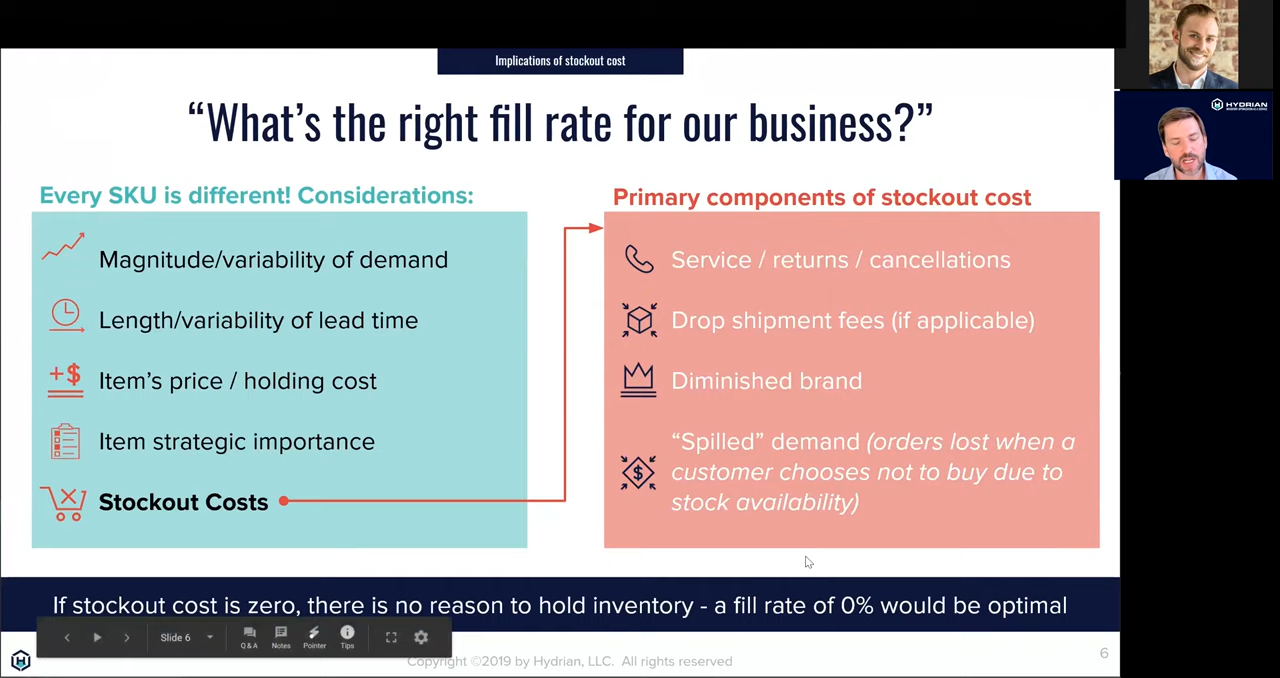 Implications of stockout cost
“What’s the right fill rate for our business?”
Every SKU is different! Considerations:
Magnitude/variability of demand
Length/variability of lead time
+$
Item’s price / holding cost
Item strategic importance
Stockout Costs
Primary components of stockout cost
Service / returns / cancellations
Drop shipment fees (if applicable)
Diminished brand
$
“Spilled” demand (orders lost when a
customer chooses not to buy due to
stock availability)
If stockout cost is zero, there is no reason to hold inventory - a fill rate of 0% would be optimal
Slide 6
Q&A
Notes
Pointer
Tips
Copyright ©2019 by Hydrian, LLC. All rights reserved
6
HYDRIAN